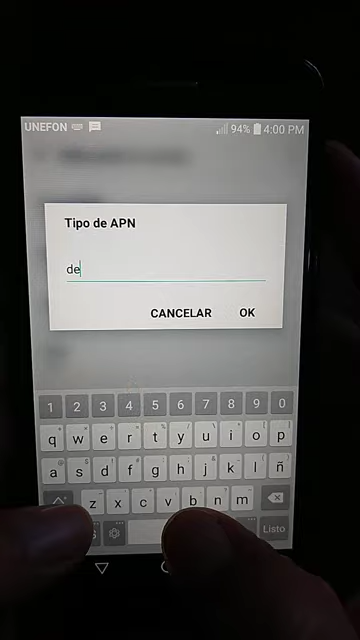 UNEFON 94% 4:00 PM
Tipo de APN
de
CANCELAR OK
1 2 3 4 5 6 7 8 9 0
q w e r t y u i o p
a s d f g h j k l ñ
z x c v b n m
Listo